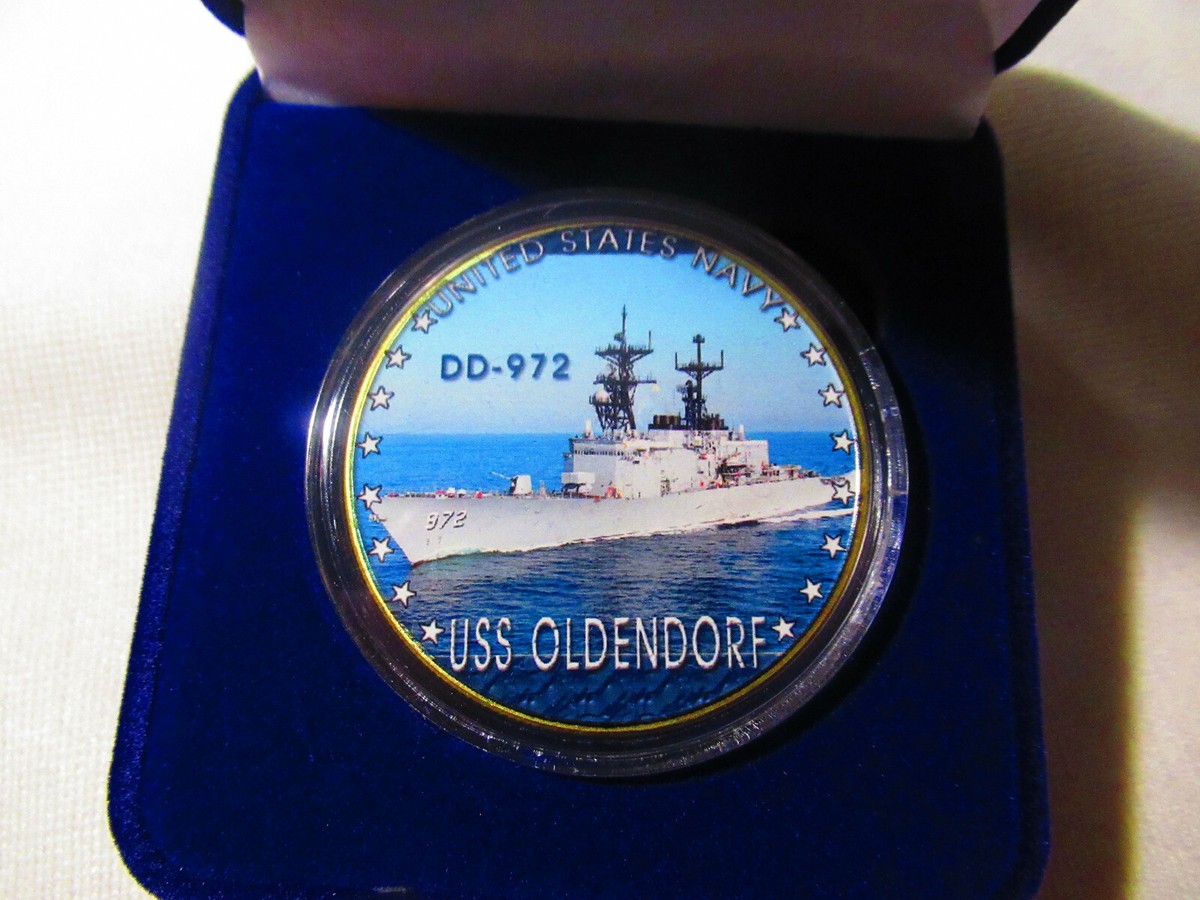 UNITED STATES NAVY
DD-972
972
USS OLDENDORF